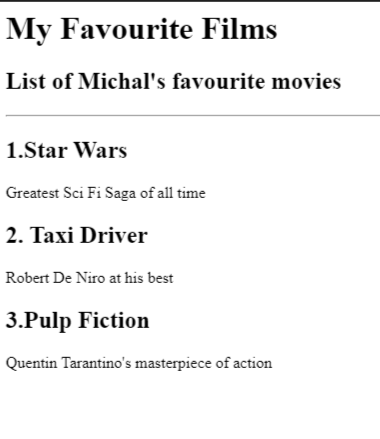 My Favourite Films
List of Michal's favourite movies
1.Star Wars
Greatest Sci Fi Saga of all time
2. Taxi Driver
Robert De Niro at his best
3.Pulp Fiction
Quentin Tarantino's masterpiece of action